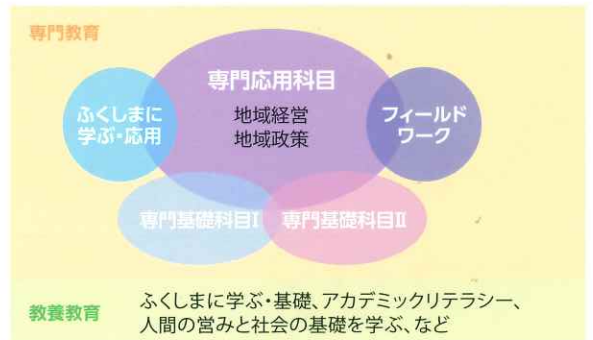 専門教育
専門応用科目
地域経営
地域政策
ふくしまに
学ぶ・応用
フィールド
ワーク
専門基礎科目Ⅰ
専門基礎科目Ⅱ
教養教育
ふくしまに学ぶ・基礎、アカデミックリテラシー、
人間の営みと社会の基礎を学ぶ、など